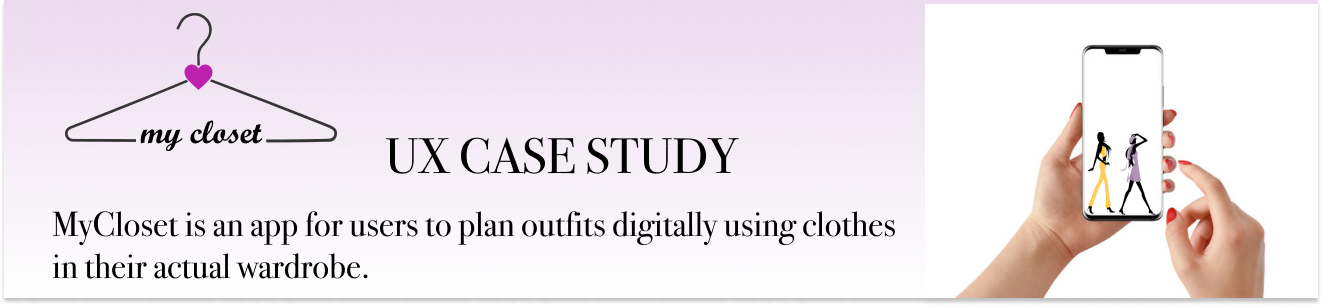 my closet
UX CASE STUDY
MyCloset is an app for users to plan outfits digitally using clothes
in their actual wardrobe.